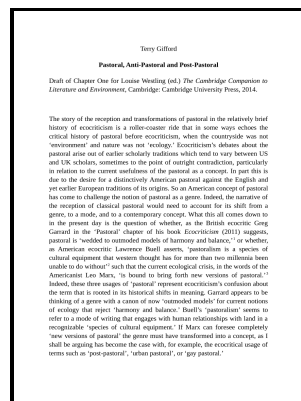 Terry Gifford
Pastoral, Anti-Pastoral and Post-Pastoral
Draft of Chapter One for Louise Westling (ed.) The Cambridge Companion to
Literature and Environment, Cambridge: Cambridge University Press, 2014.
The story of the reception and transformations of pastoral in the relatively brief
history of ecocriticism is a roller-coaster ride that in some ways echoes the
critical history of pastoral before ecocriticism, when the countryside was not
‘environment’ and nature was not ‘ecology.’ Ecocriticism’s debates about the
pastoral arise out of earlier scholarly traditions which tend to vary between US
and UK scholars, sometimes to the point of outright contradiction, particularly
in relation to the current usefulness of the pastoral as a concept. In part this is
due to the desire for a distinctively American pastoral against the English and
yet earlier European traditions of its origins. So an American concept of pastoral
has come to challenge the notion of pastoral as a genre. Indeed, the narrative of
the reception of classical pastoral would need to account for its shift from a
genre, to a mode, and to a contemporary concept. What this all comes down to
in the present day is the question of whether, as the British ecocritic Greg
Garrard in the ‘Pastoral’ chapter of his book Ecocriticism (2011) suggests,
pastoral is ‘wedded to outmoded models of harmony and balance,’¹ or whether,
as American ecocritic Lawrence Buell asserts, ‘pastoralism is a species of
cultural equipment that western thought has for more than two millennia been
unable to do without’² such that the current ecological crisis, in the words of the
Americanist Leo Marx, ‘is bound to bring forth new versions of pastoral.’³
Indeed, these three usages of ‘pastoral’ represent ecocriticism’s confusion about
the term that is rooted in its historical shifts in meaning. Garrard appears to be
thinking of a genre with a canon of now ‘outmoded models’ for current notions
of ecology that reject ‘harmony and balance.’ Buell’s ‘pastoralism’ seems to
refer to a mode of writing that engages with human relationships with land in a
recognizable ‘species of cultural equipment.’ If Marx can foresee completely
‘new versions of pastoral’ the genre must have transformed into a concept, as I
shall be arguing has become the case with, for example, the ecocritical usage of
terms such as ‘post-pastoral’, ‘urban pastoral’, or ‘gay pastoral.’